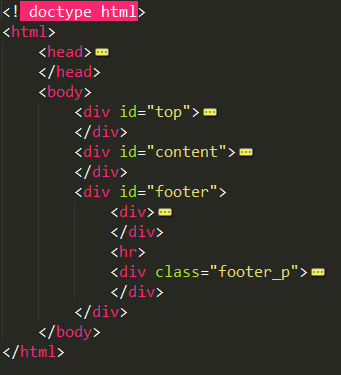 <! doctype html>
<html>
<head>
</head>
<body>
<div id="top">
</div>
<div id="content">
</div>
<div id="footer">
<div>
</div>
<hr>
<div class="footer_p">
</div>
</div>
</body>
</html>